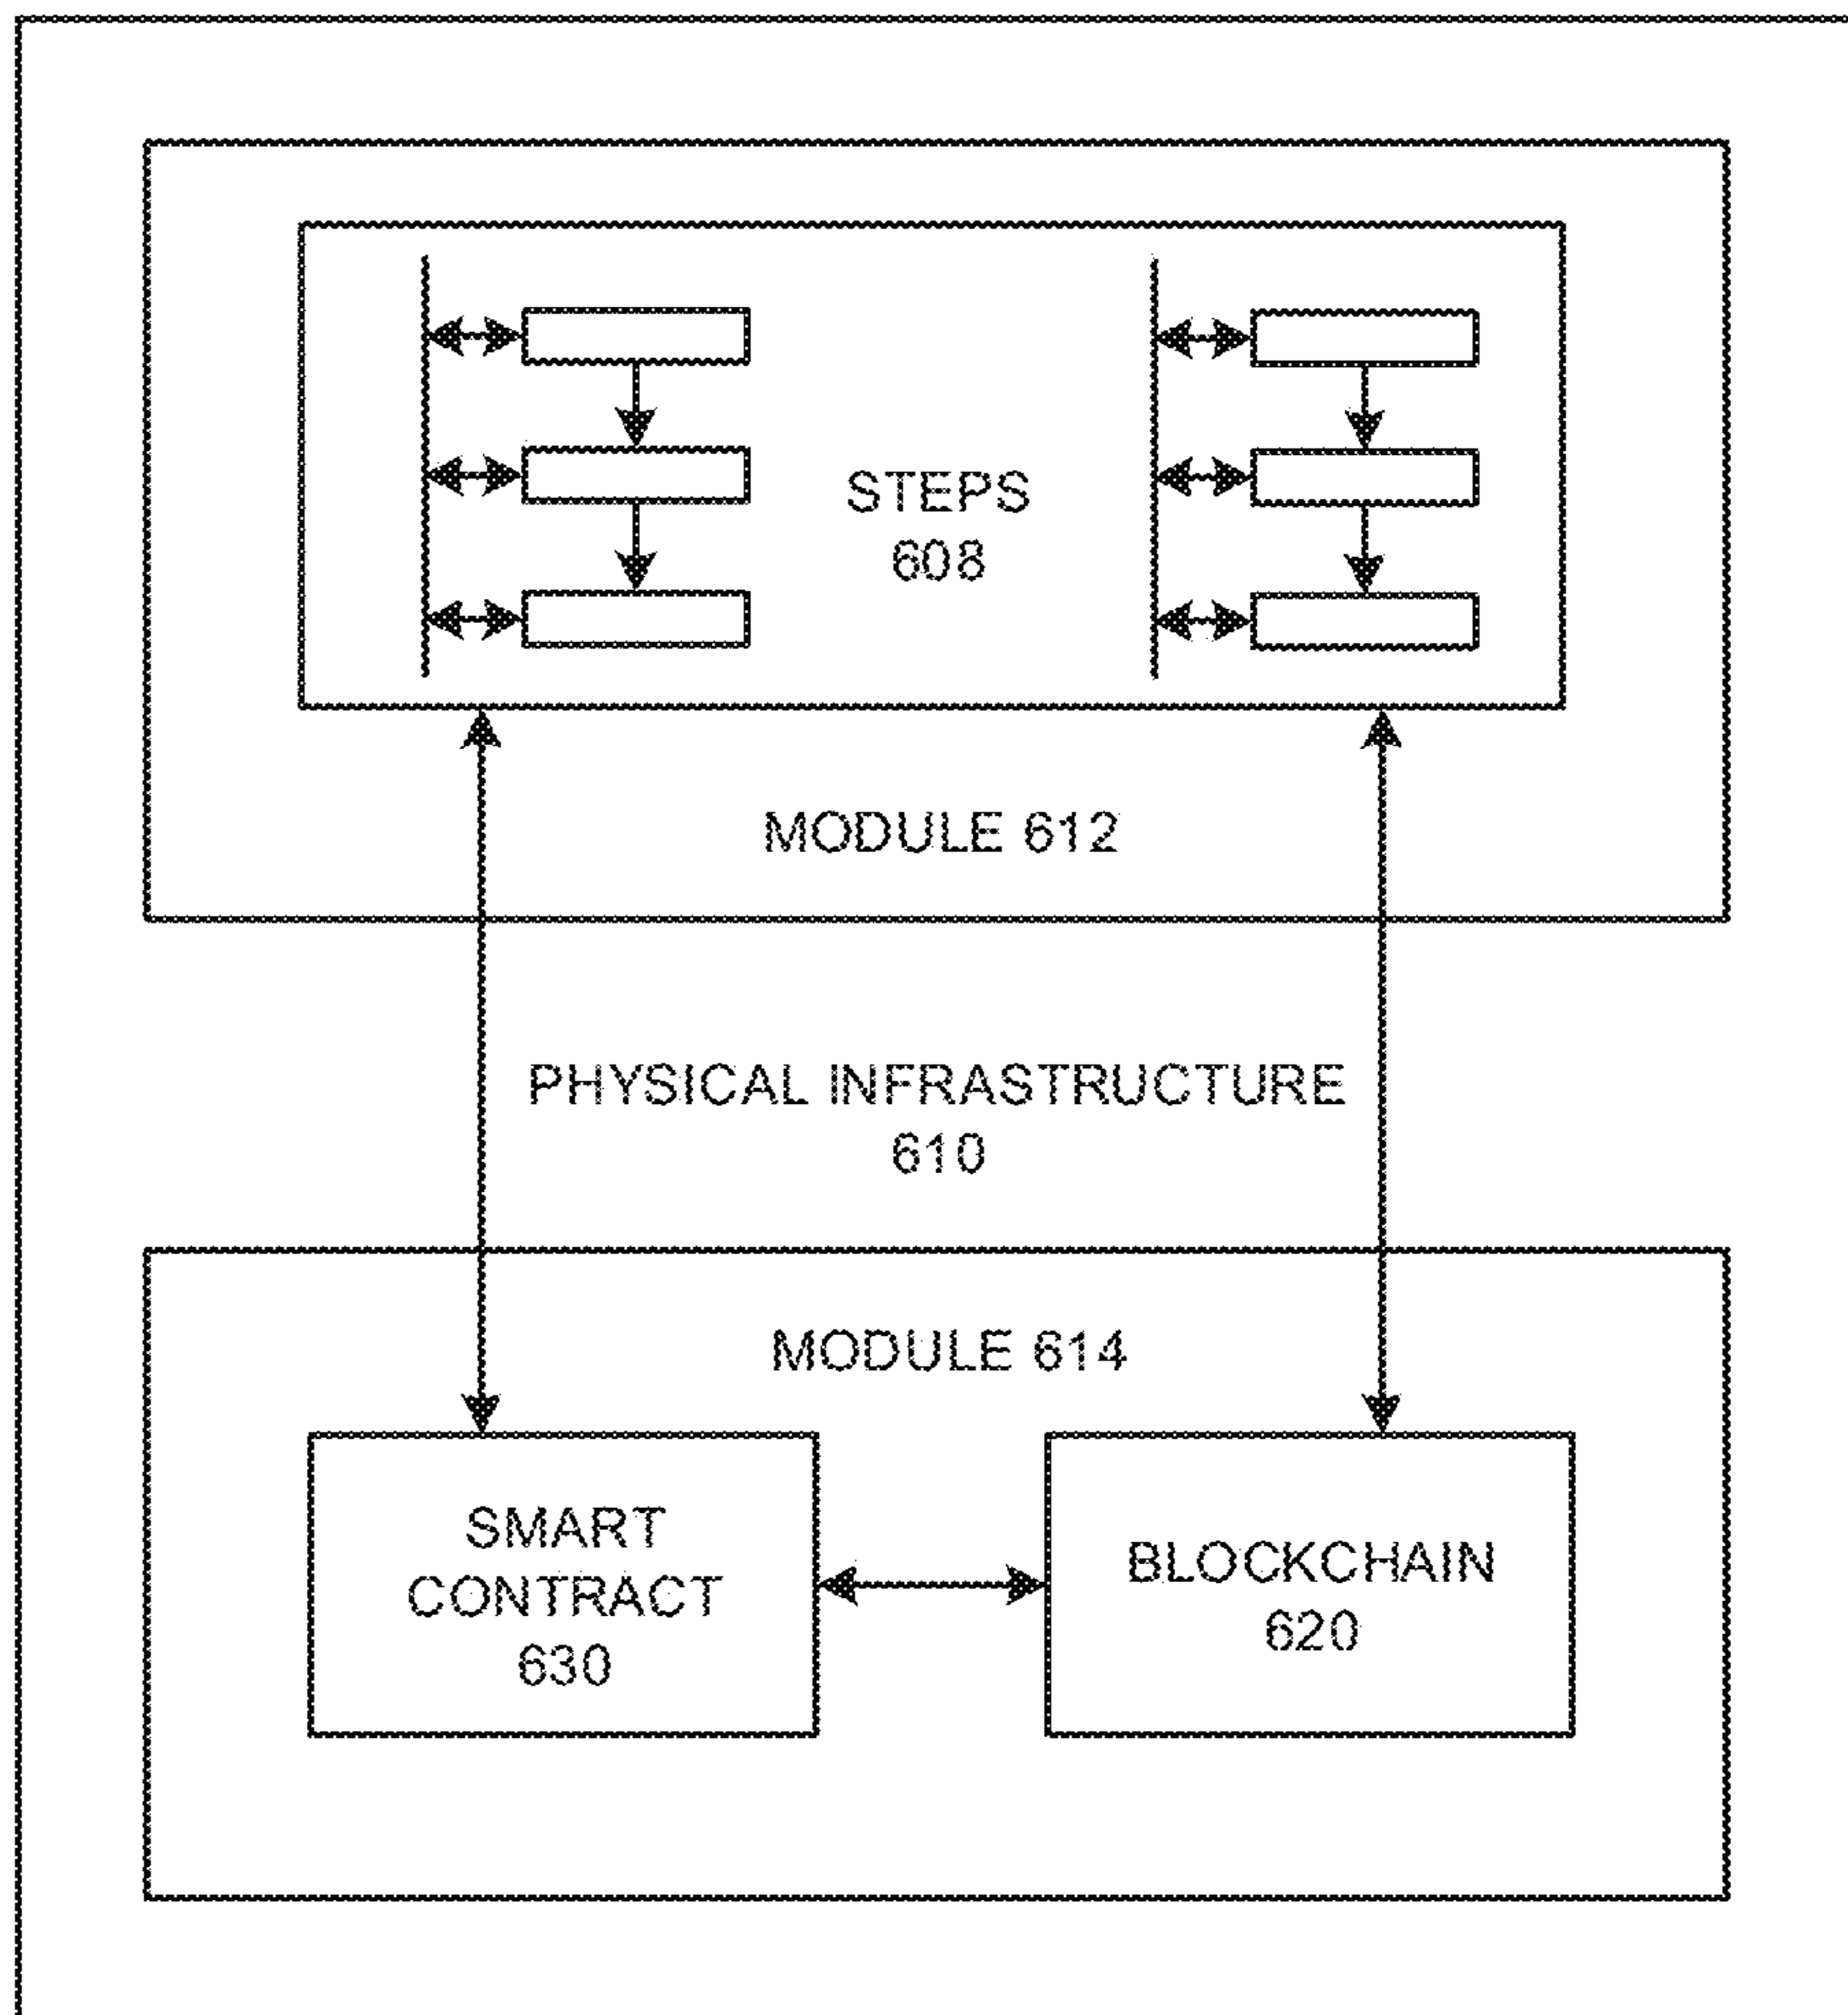 STEPS
608
MODULE 612
PHYSICAL INFRASTRUCTURE
610
MODULE 614
SMART
CONTRACT
630
BLOCKCHAIN
620